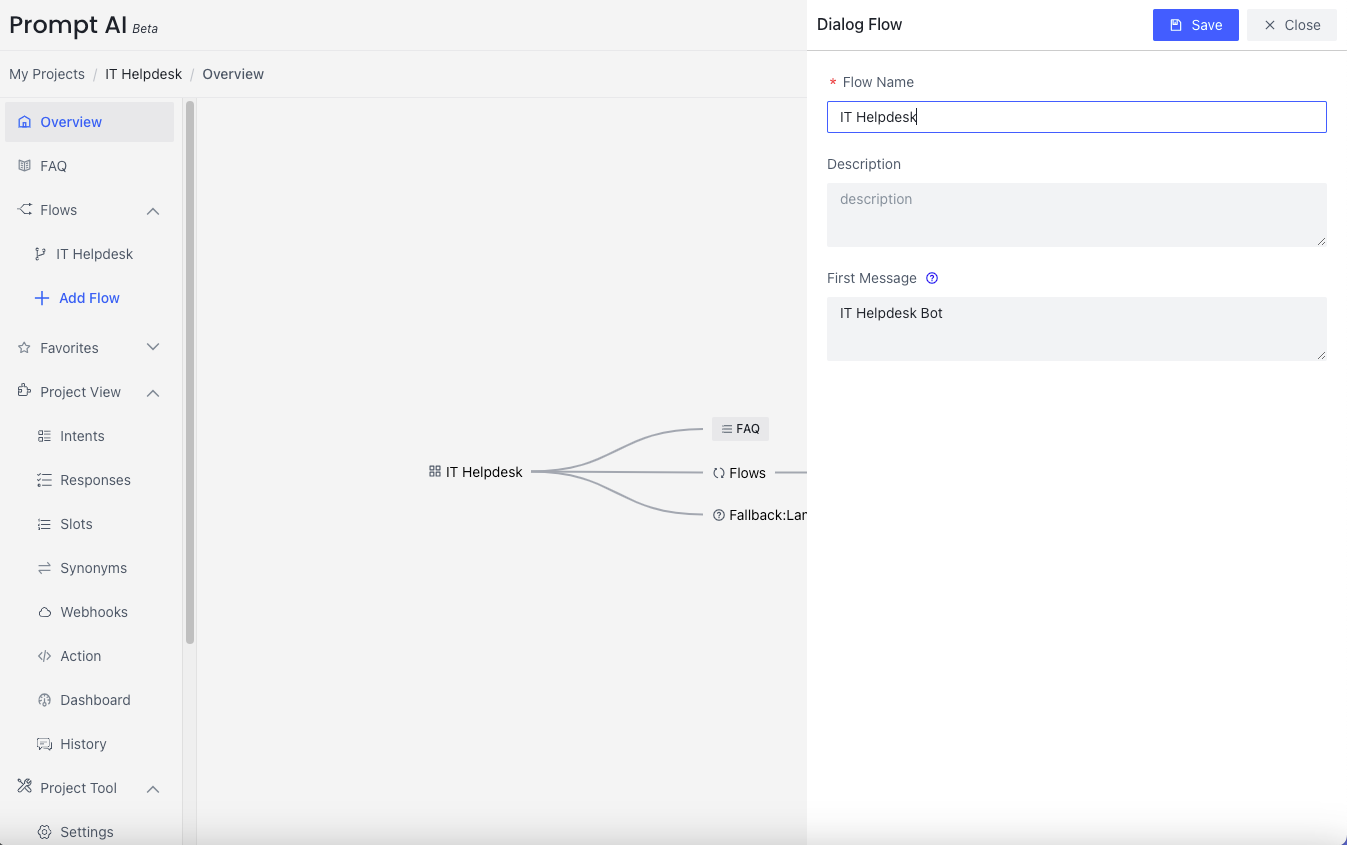 Prompt AI Beta
My Projects / IT Helpdesk / Overview
Overview
FAQ
Flows
IT Helpdesk
Add Flow
Favorites
Project View
Intents
Responses
Slots
Synonyms
Webhooks
Action
Dashboard
History
Project Tool
Settings
IT Helpdesk
FAQ
Flows
Fallback:Lan
Dialog Flow
Save
Close
* Flow Name
IT Helpdesk
Description
description
First Message
IT Helpdesk Bot